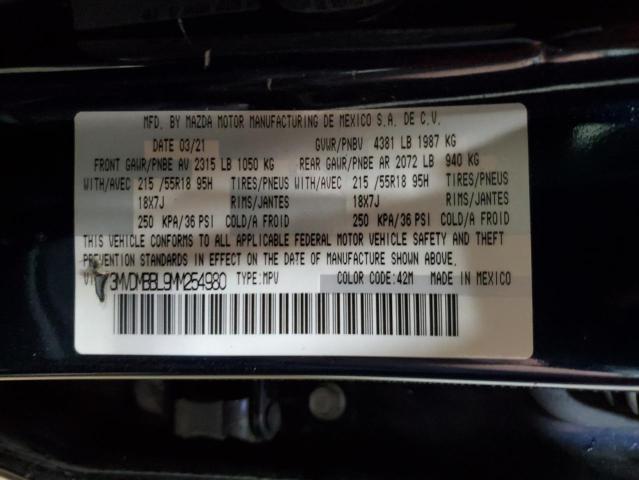 MFD. BY MAZDA MOTOR MANUFACTURING DE MEXICO S.A. DE C.V.
DATE 03/21 GVWR/PNBV 4381 LB 1987 KG
FRONT GAWR/PNBE AV 2315 LB 1050 KG REAR GAWR/PNBE AR 2072 LB 940 KG
WITH/AVEC 215 /55R18 95H TIRES/PNEUS WITH/AVEC 215 /55R18 95H TIRES/PNEUS
18X7J RIMS/JANTES 18X7J RIMS/JANTES
250 KPA/36 PSI COLD/A FROID 250 KPA/36 PSI COLD/A FROID
THIS VEHICLE CONFORMS TO ALL APPLICABLE FEDERAL MOTOR VEHICLE SAFETY AND THEFT
PREVENTION STANDARDS IN EFFECT ON THE DATE OF MANUFACTURE SHOWN ABOVE.
3MVDMBBL9MM254980 TYPE:MPV COLOR CODE:42M MADE IN MEXICO